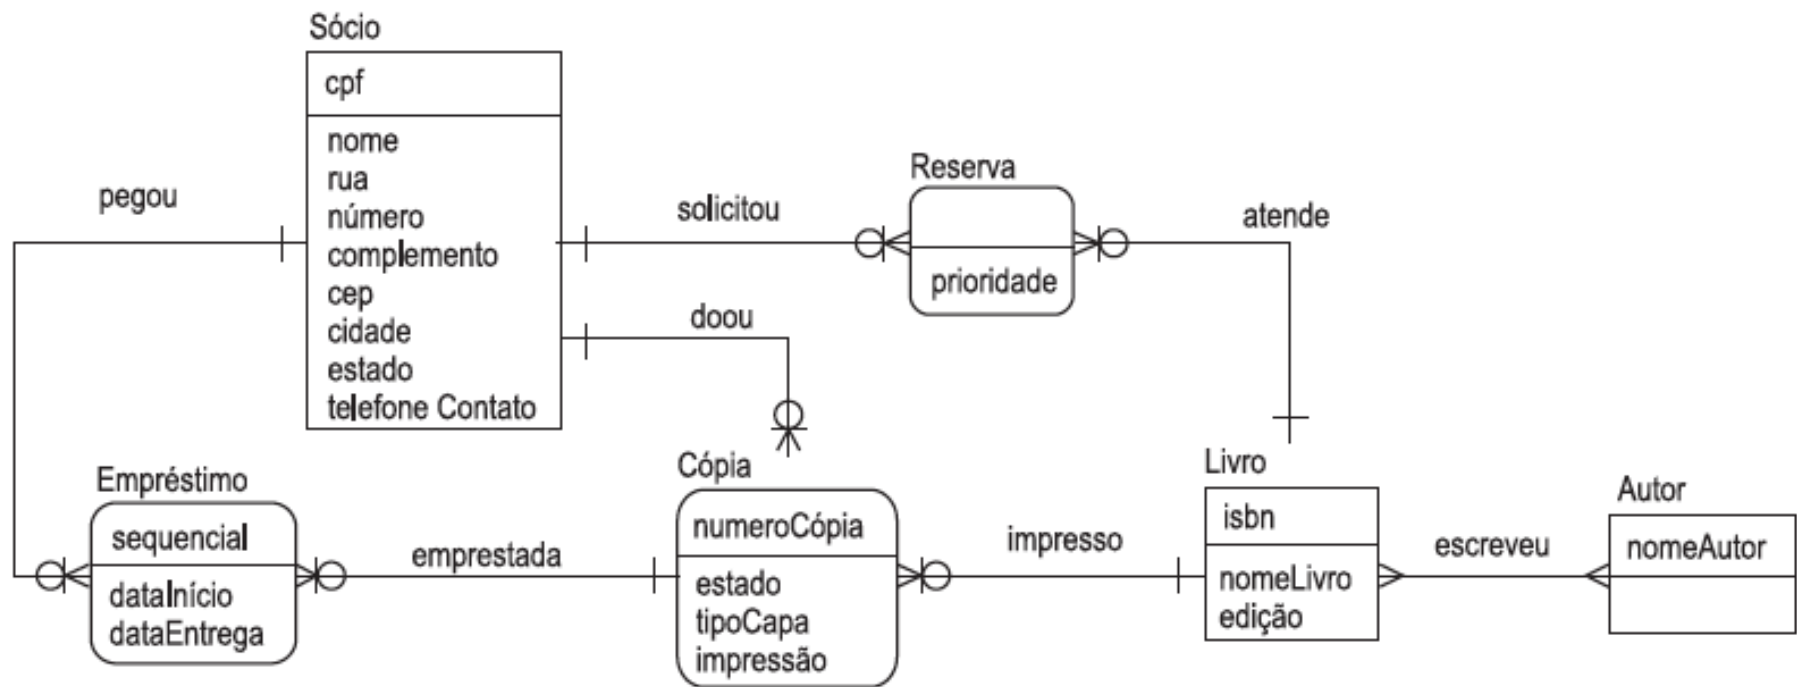 Sócio
cpf
nome
rua
número
complemento
cep
cidade
estado
telefone Contato
pegou
solicitou
Reserva
prioridade
atende
doou
Empréstimo
sequencial
dataInício
dataEntrega
emprestada
Cópia
numeroCópia
estado
tipoCapa
impressão
impresso
Livro
isbn
nomeLivro
edição
escreveu
Autor
nomeAutor